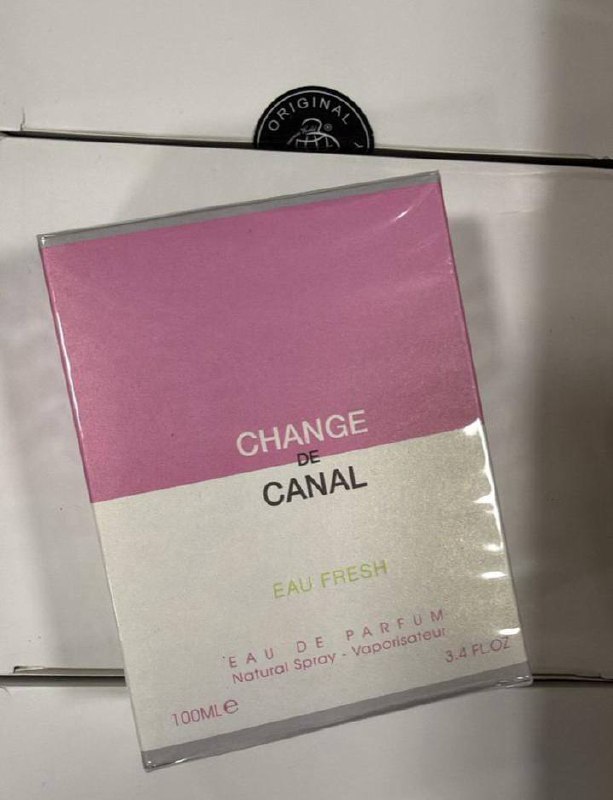 ORIGINAL
CHANGE
DE
CANAL
EAU FRESH
EAU DE PARFUM
Natural Spray - Vaporisateur
100ML e 3.4 FL.OZ